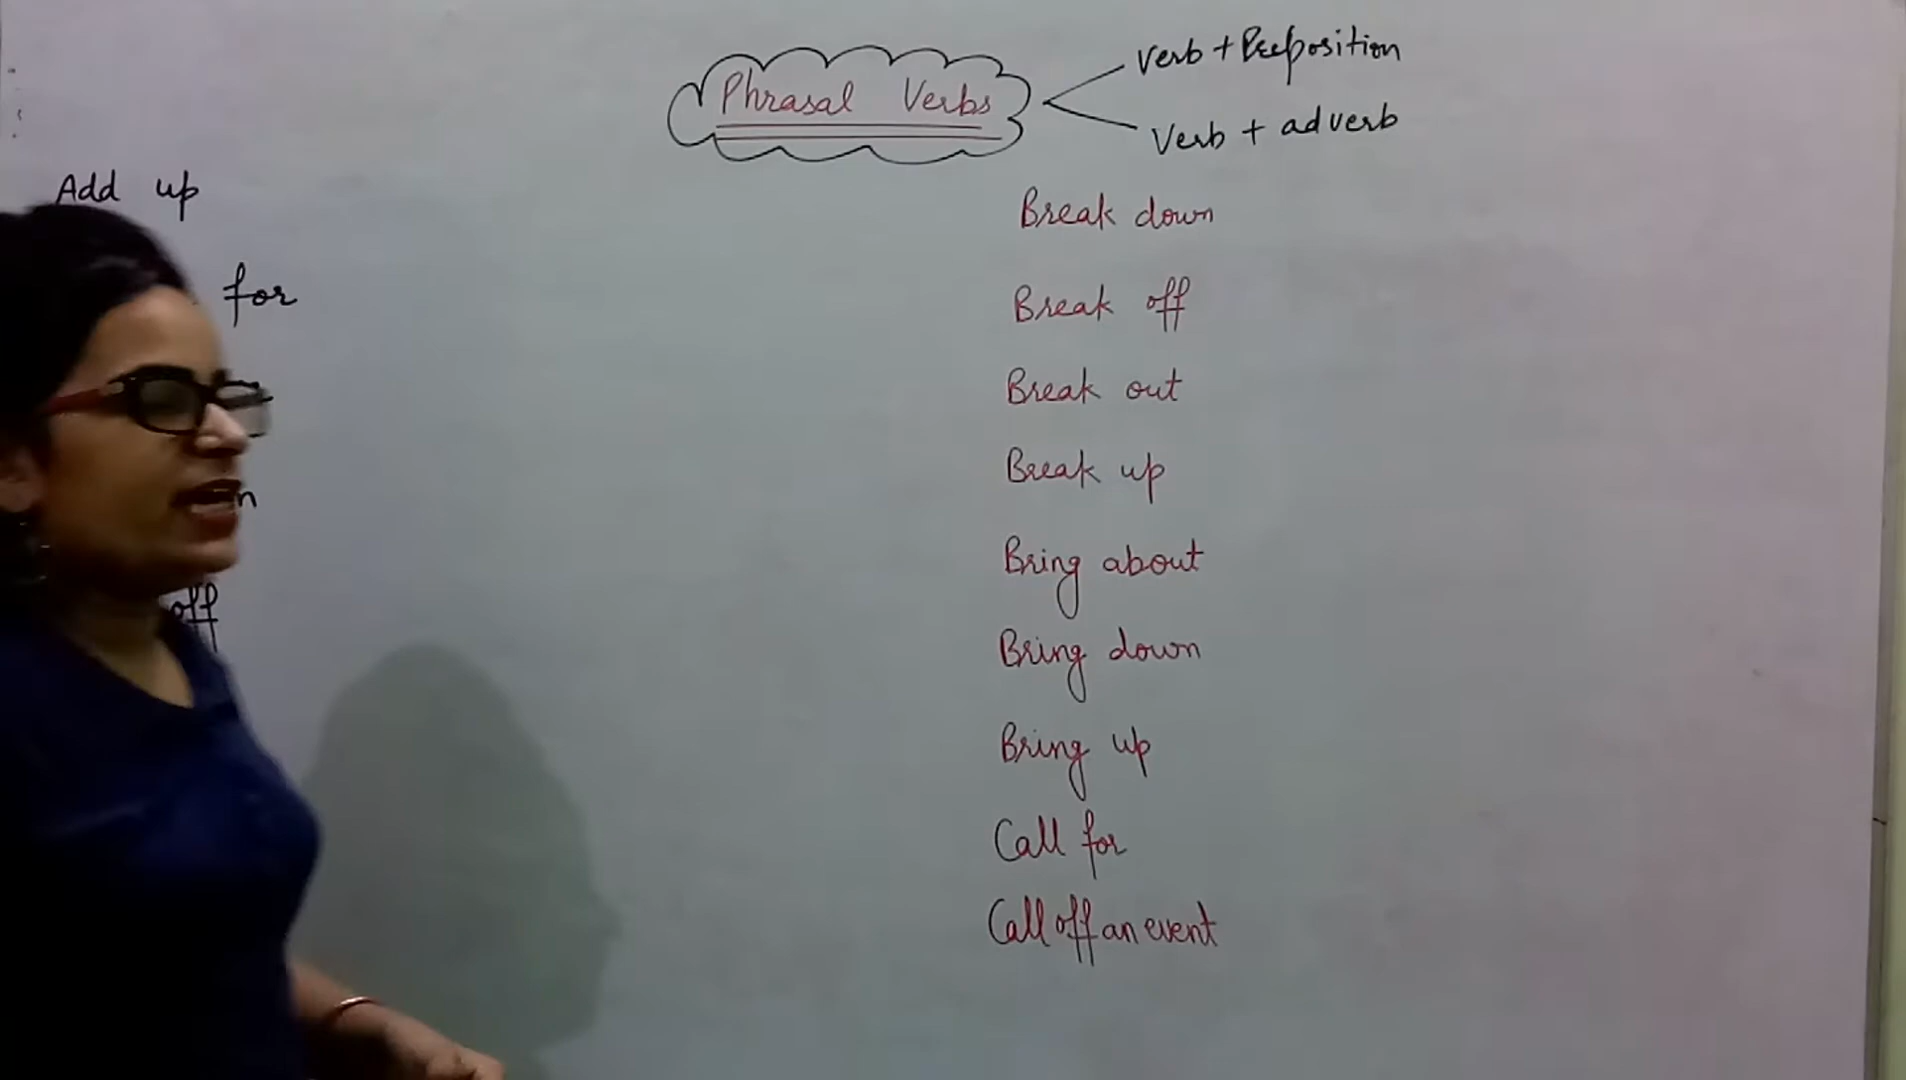 Phrasal Verbs
Verb + Preposition
Verb + adverb
Add up
for
n
off
Break down
Break off
Break out
Break up
Bring about
Bring down
Bring up
Call for
Call off an event